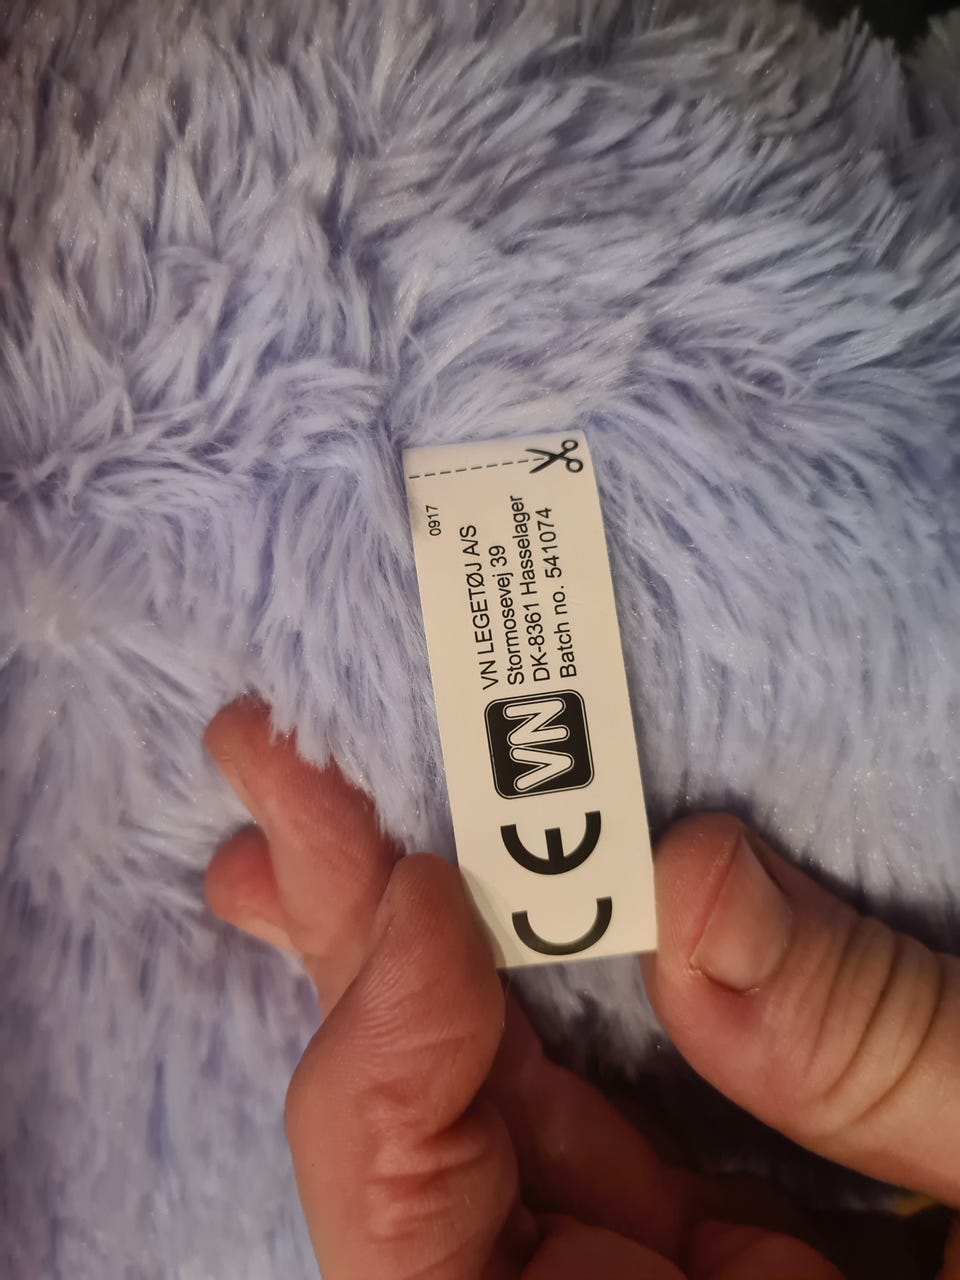 0917
VN LEGETØJ A/S
Stormosevej 39
DK-8361 Hasselager
Batch no. 541074
VN
CE